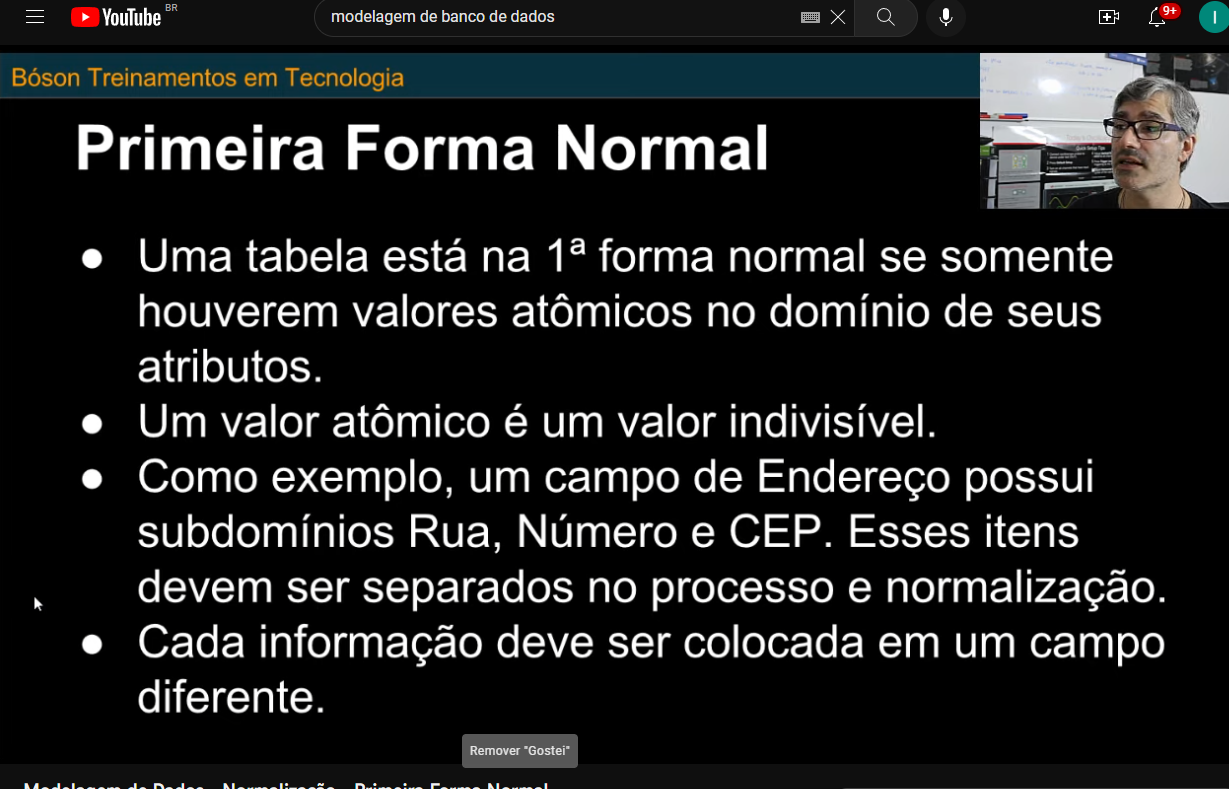 YouTube BR
modelagem de banco de dados
9+
I
Bóson Treinamentos em Tecnologia
Primeira Forma Normal
● Uma tabela está na 1ª forma normal se somente
houverem valores atômicos no domínio de seus
atributos.
● Um valor atômico é um valor indivisível.
● Como exemplo, um campo de Endereço possui
subdomínios Rua, Número e CEP. Esses itens
devem ser separados no processo e normalização.
● Cada informação deve ser colocada em um campo
diferente.
Remover "Gostei"
Modelagem de Dados - Normalização - Primeira Forma Normal